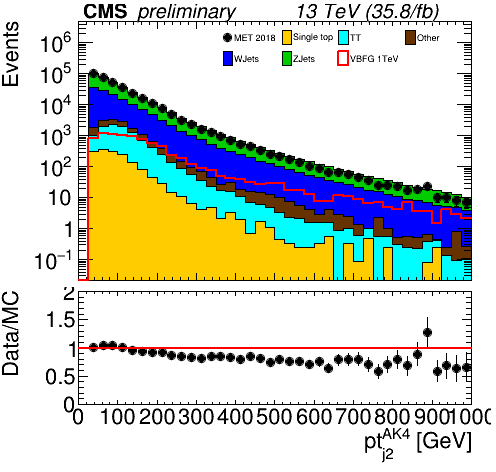 CMS preliminary 13 TeV (35.8/fb)
Events
10^6
10^5
10^4
10^3
10^2
10
1
10^-1
MET 2018 Single top TT Other
WJets ZJets VBFG 1TeV
Data/MC
2
1.5
1
0.5
0
0 100 200 300 400 500 600 700 800 900 1000
pt_j2^AK4 [GeV]